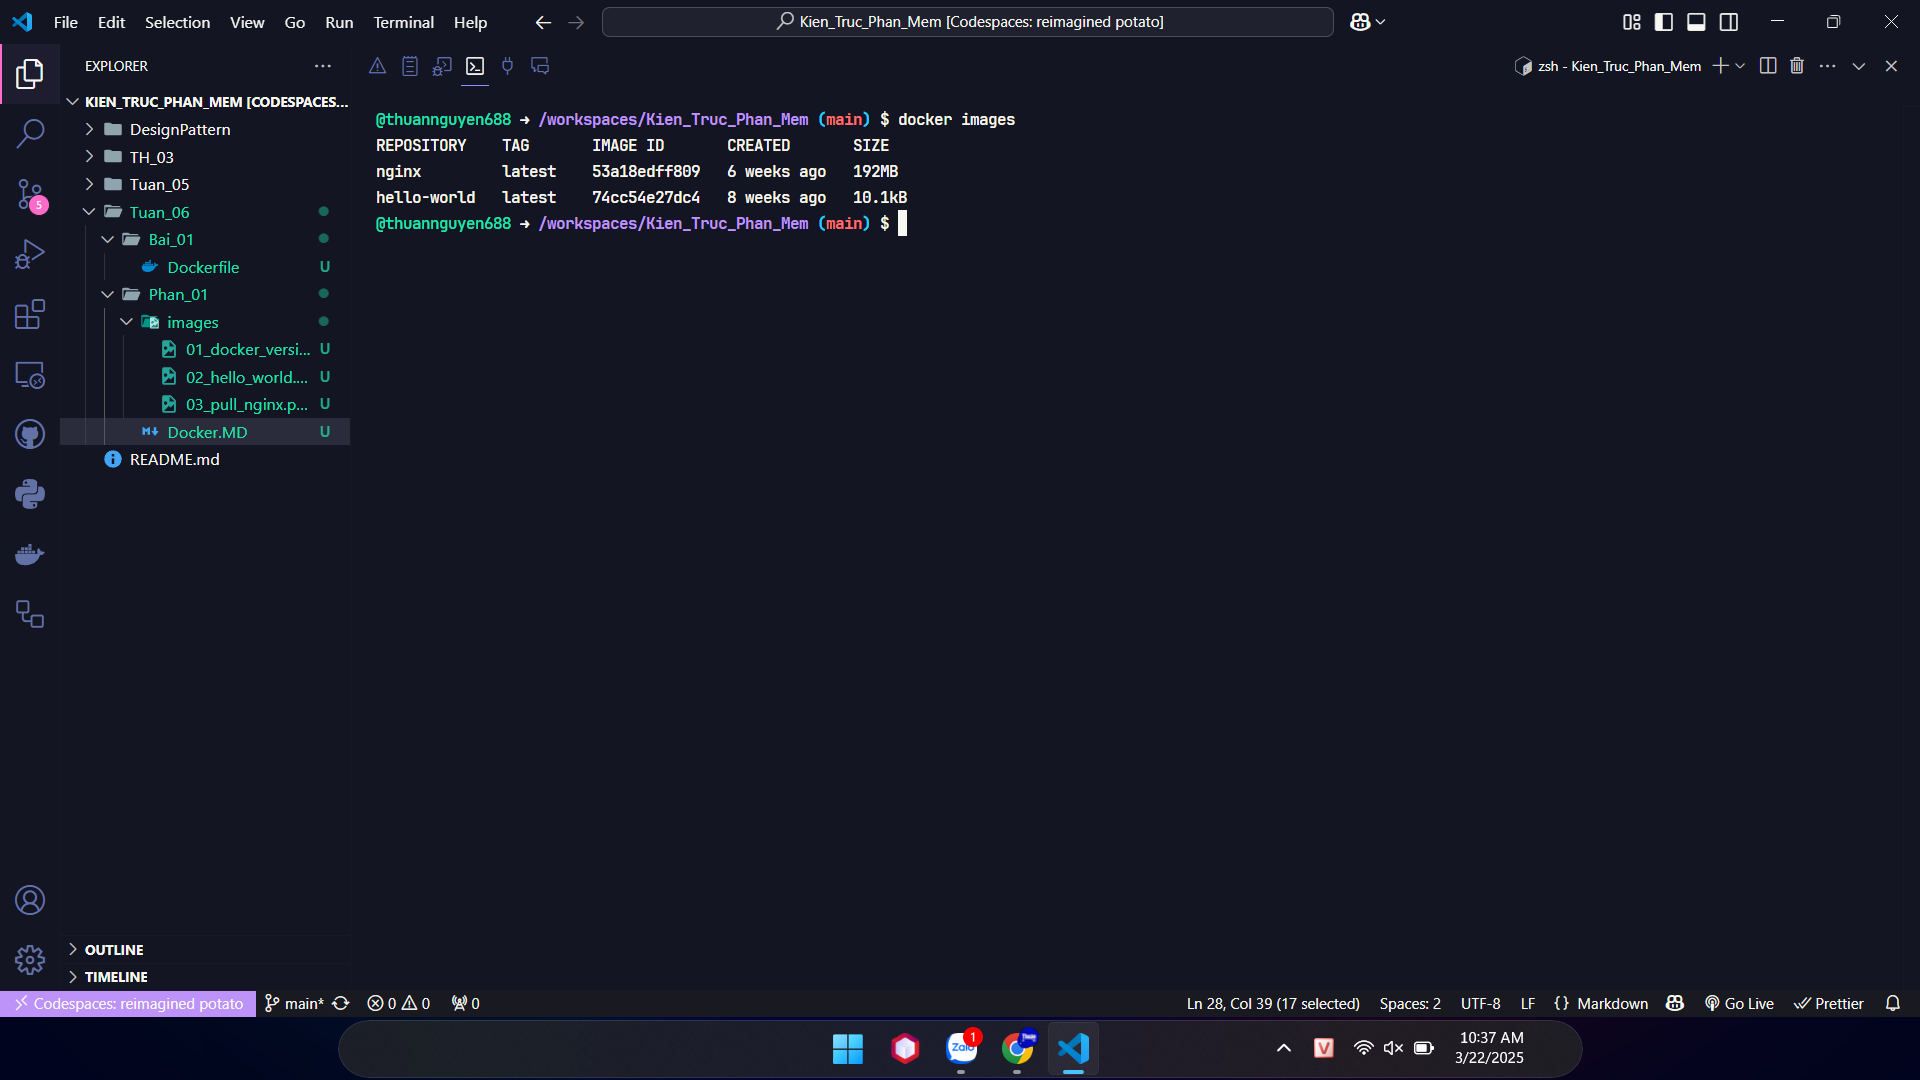 File Edit Selection View Go Run Terminal Help
Kien_Truc_Phan_Mem [Codespaces: reimagined potato]
EXPLORER
zsh - Kien_Truc_Phan_Mem
KIEN_TRUC_PHAN_MEM [CODESPACES...
DesignPattern
TH_03
Tuan_05
Tuan_06
Bai_01
Dockerfile U
Phan_01
images
01_docker_versi... U
02_hello_world.... U
03_pull_nginx.p... U
Docker.MD U
README.md
5
@thuannguyen688 → /workspaces/Kien_Truc_Phan_Mem (main) $ docker images
REPOSITORY TAG IMAGE ID CREATED SIZE
nginx latest 53a18edff809 6 weeks ago 192MB
hello-world latest 74cc54e27dc4 8 weeks ago 10.1kB
@thuannguyen688 → /workspaces/Kien_Truc_Phan_Mem (main) $
OUTLINE
TIMELINE
Codespaces: reimagined potato main* 0 0 0 Ln 28, Col 39 (17 selected) Spaces: 2 UTF-8 LF {} Markdown Go Live Prettier
Zalo
1
V
10:37 AM
3/22/2025